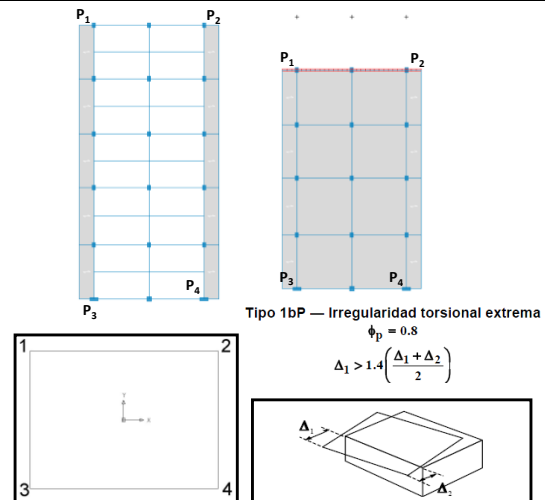 P1 P2
P1 P2
P3 P4
P3 P4
Tipo 1bP — Irregularidad torsional extrema
ϕp = 0.8
Δ1 > 1.4((Δ1 + Δ2)/2)
1 2
Y
X
3 4
Δ1
Δ2